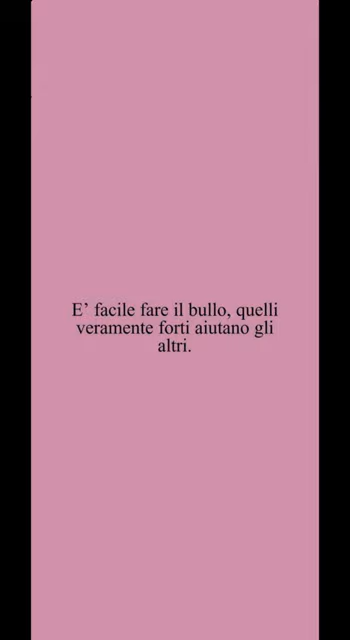 E’ facile fare il bullo, quelli
veramente forti aiutano gli
altri.